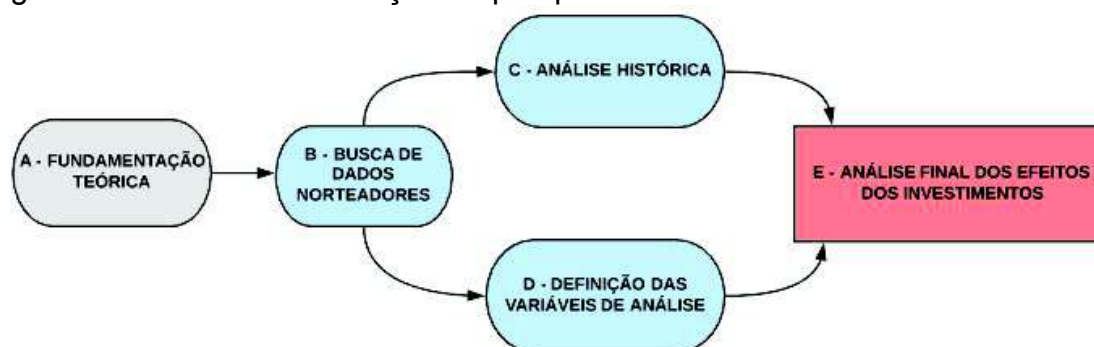 A - FUNDAMENTAÇÃO
TEÓRICA
B - BUSCA DE
DADOS
NORTEADORES
C - ANÁLISE HISTÓRICA
D - DEFINIÇÃO DAS
VARIÁVEIS DE ANÁLISE
E - ANÁLISE FINAL DOS EFEITOS
DOS INVESTIMENTOS